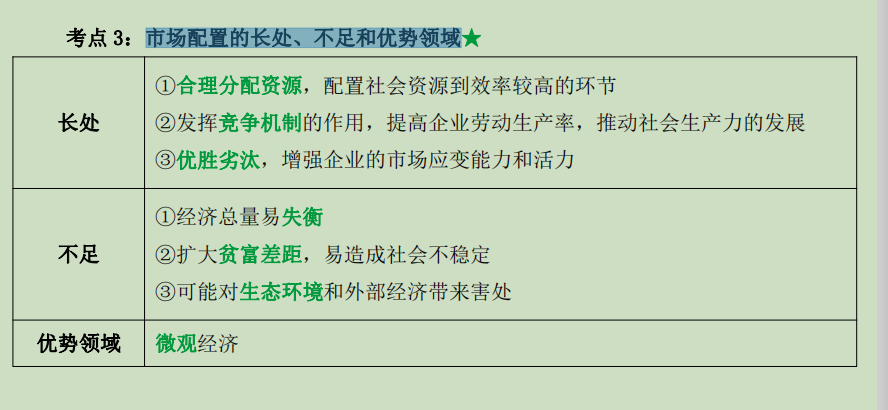 考点 3：市场配置的长处、不足和优势领域★
长处
①合理分配资源，配置社会资源到效率较高的环节
②发挥竞争机制的作用，提高企业劳动生产率，推动社会生产力的发展
③优胜劣汰，增强企业的市场应变能力和活力
不足
①经济总量易失衡
②扩大贫富差距，易造成社会不稳定
③可能对生态环境和外部经济带来害处
优势领域
微观经济